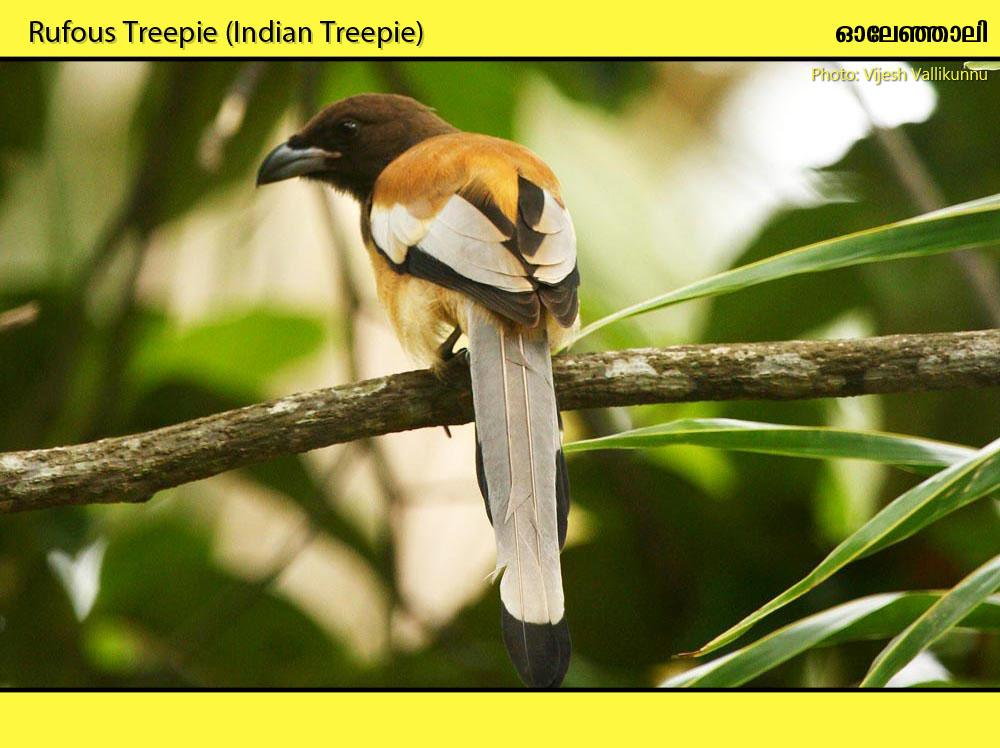 Rufous Treepie (Indian Treepie)
ഓലേഞ്ഞാലി
Photo: Vijesh Vallikunnu